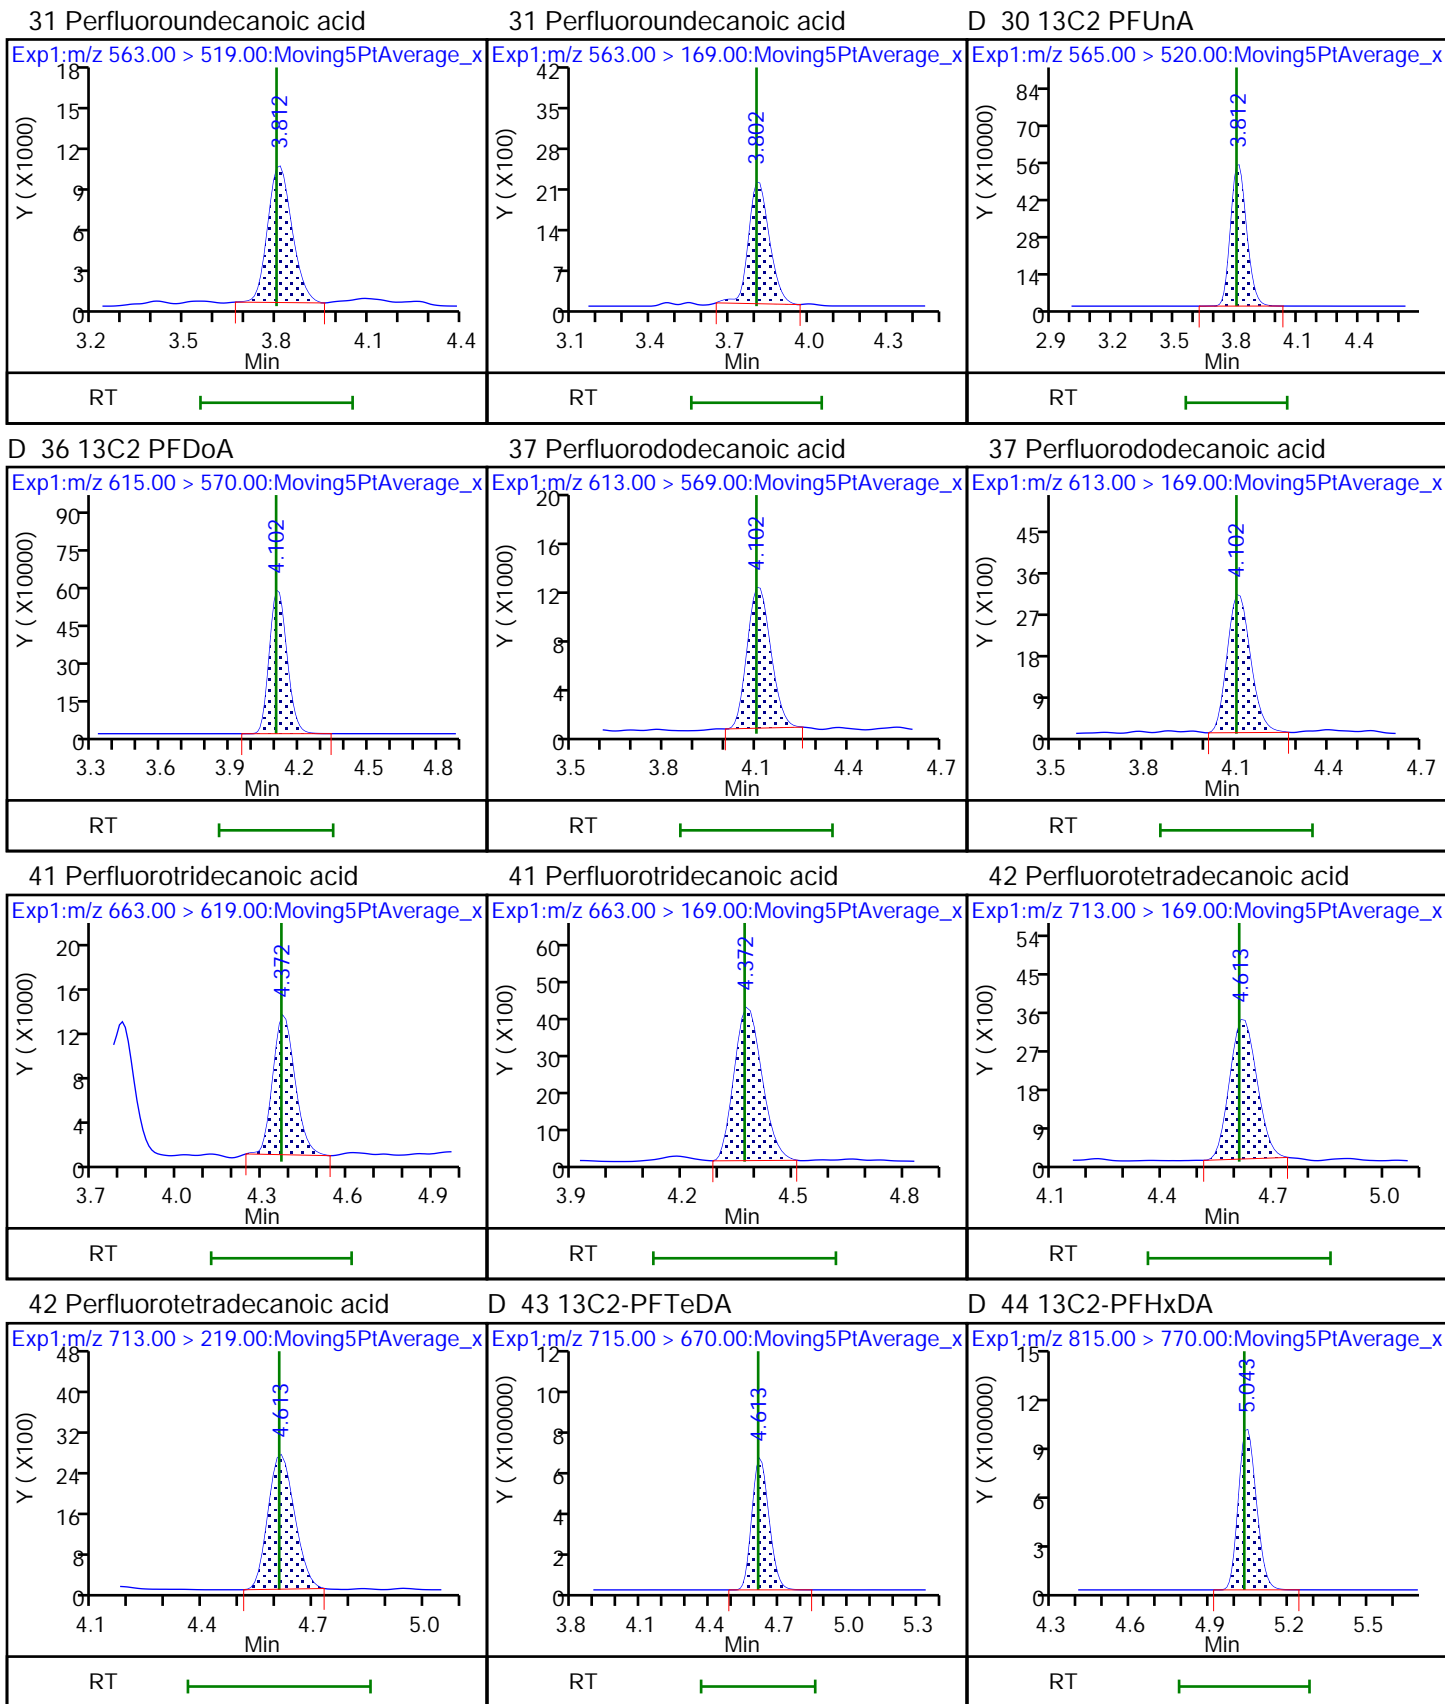 31 Perfluoroundecanoic acid
Exp1:m/z 563.00 > 519.00:Moving5PtAverage_x
Y ( X1000)
18
15
12
9
6
3
0
3.812
3.2 3.5 3.8 4.1 4.4
Min
RT
31 Perfluoroundecanoic acid
Exp1:m/z 563.00 > 169.00:Moving5PtAverage_x
Y ( X100)
42
35
28
21
14
7
0
3.802
3.1 3.4 3.7 4.0 4.3
Min
RT
D 30 13C2 PFUnA
Exp1:m/z 565.00 > 520.00:Moving5PtAverage_x
Y ( X10000)
84
70
56
42
28
14
0
3.812
2.9 3.2 3.5 3.8 4.1 4.4
Min
RT
D 36 13C2 PFDoA
Exp1:m/z 615.00 > 570.00:Moving5PtAverage_x
Y ( X10000)
90
75
60
45
30
15
0
4.102
3.3 3.6 3.9 4.2 4.5 4.8
Min
RT
37 Perfluorododecanoic acid
Exp1:m/z 613.00 > 569.00:Moving5PtAverage_x
Y ( X1000)
20
16
12
8
4
0
4.102
3.5 3.8 4.1 4.4 4.7
Min
RT
37 Perfluorododecanoic acid
Exp1:m/z 613.00 > 169.00:Moving5PtAverage_x
Y ( X100)
45
36
27
18
9
0
4.102
3.5 3.8 4.1 4.4 4.7
Min
RT
41 Perfluorotridecanoic acid
Exp1:m/z 663.00 > 619.00:Moving5PtAverage_x
Y ( X1000)
20
16
12
8
4
0
4.372
3.7 4.0 4.3 4.6 4.9
Min
RT
41 Perfluorotridecanoic acid
Exp1:m/z 663.00 > 169.00:Moving5PtAverage_x
Y ( X100)
60
50
40
30
20
10
0
4.372
3.9 4.2 4.5 4.8
Min
RT
42 Perfluorotetradecanoic acid
Exp1:m/z 713.00 > 169.00:Moving5PtAverage_x
Y ( X100)
54
45
36
27
18
9
0
4.613
4.1 4.4 4.7 5.0
Min
RT
42 Perfluorotetradecanoic acid
Exp1:m/z 713.00 > 219.00:Moving5PtAverage_x
Y ( X100)
48
40
32
24
16
8
0
4.613
4.1 4.4 4.7 5.0
Min
RT
D 43 13C2-PFTeDA
Exp1:m/z 715.00 > 670.00:Moving5PtAverage_x
Y ( X100000)
12
10
8
6
4
2
0
4.613
3.8 4.1 4.4 4.7 5.0 5.3
Min
RT
D 44 13C2-PFHxDA
Exp1:m/z 815.00 > 770.00:Moving5PtAverage_x
Y ( X100000)
15
12
9
6
3
0
5.043
4.3 4.6 4.9 5.2 5.5
Min
RT